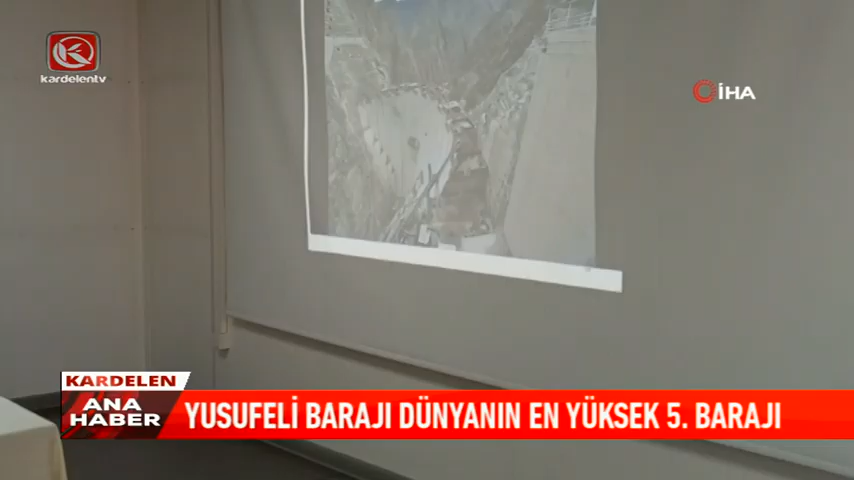 kardelentv
İHA
KARDELEN
ANA
HABER
YUSUFELİ BARAJI DÜNYANIN EN YÜKSEK 5. BARAJI